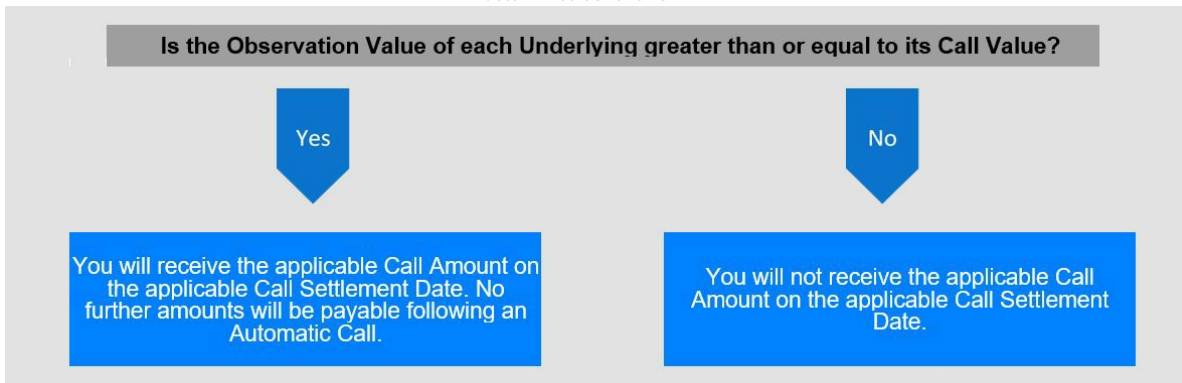 Is the Observation Value of each Underlying greater than or equal to its Call Value?
Yes
No
You will receive the applicable Call Amount on
the applicable Call Settlement Date. No
further amounts will be payable following an
Automatic Call.
You will not receive the applicable Call
Amount on the applicable Call Settlement
Date.